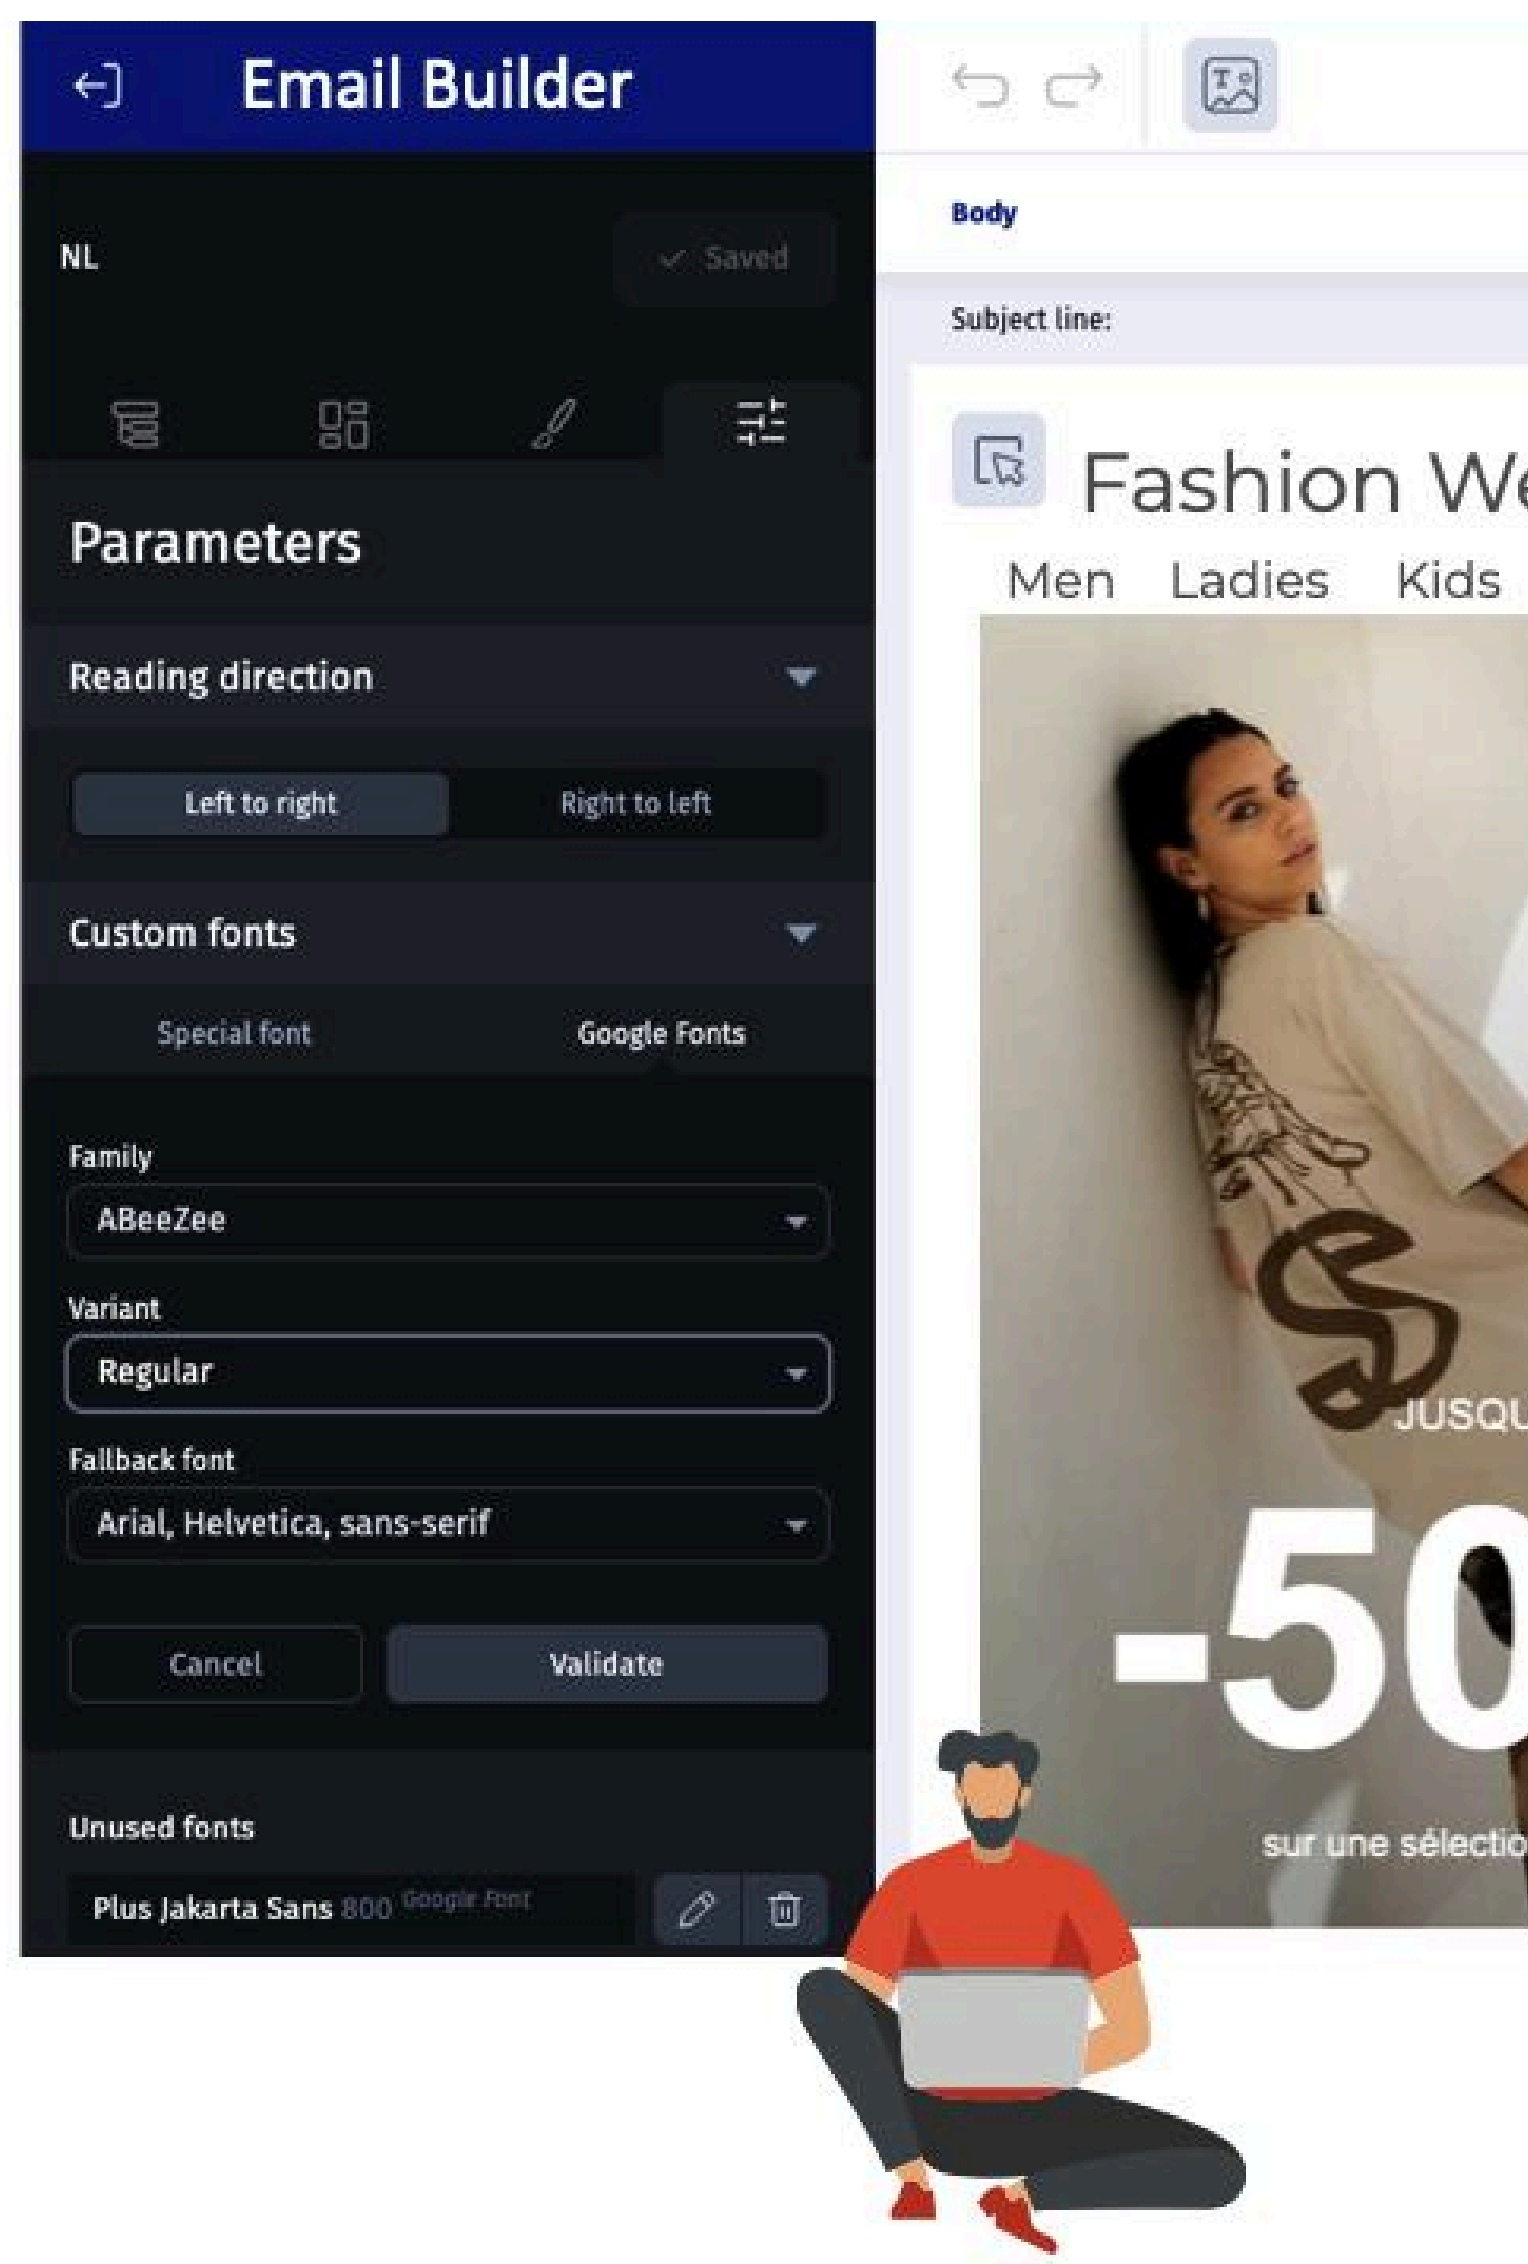 Email Builder
NL
Saved
Parameters
Reading direction
Left to right Right to left
Custom fonts
Special font Google Fonts
Family
ABeeZee
Variant
Regular
Fallback font
Arial, Helvetica, sans-serif
Cancel Validate
Unused fonts
Plus Jakarta Sans 800 Google Font
Body
Subject line:
Fashion We
Men Ladies Kids
S
JUSQU
-50
sur une sélectio